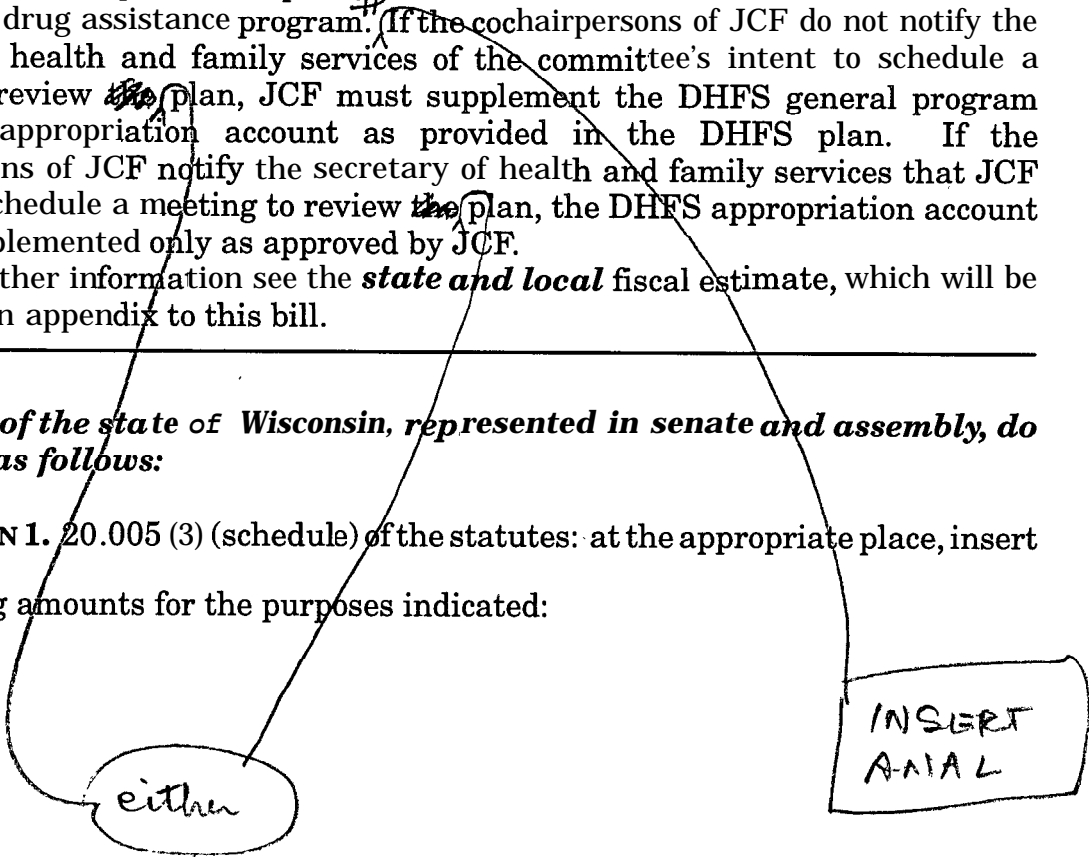 drug assistance program. # If the cochairpersons of JCF do not notify the
health and family services of the committee's intent to schedule a
review the plan, JCF must supplement the DHFS general program
appropriation account as provided in the DHFS plan. If the
ns of JCF notify the secretary of health and family services that JCF
chedule a meeting to review the plan, the DHFS appropriation account
plemented only as approved by JCF.
ther information see the state and local fiscal estimate, which will be
n appendix to this bill.
of the state of Wisconsin, represented in senate and assembly, do
as follows:
N 1. 20.005 (3) (schedule) of the statutes: at the appropriate place, insert
g amounts for the purposes indicated:
INSERT
ANAL
either